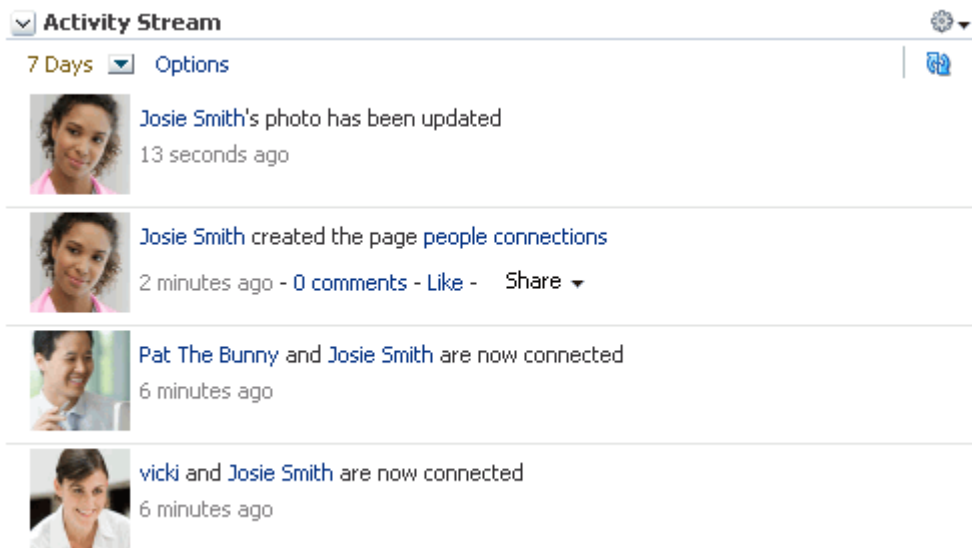 Activity Stream
7 Days Options
Josie Smith's photo has been updated
13 seconds ago
Josie Smith created the page people connections
2 minutes ago - 0 comments - Like - Share
Pat The Bunny and Josie Smith are now connected
6 minutes ago
vicki and Josie Smith are now connected
6 minutes ago